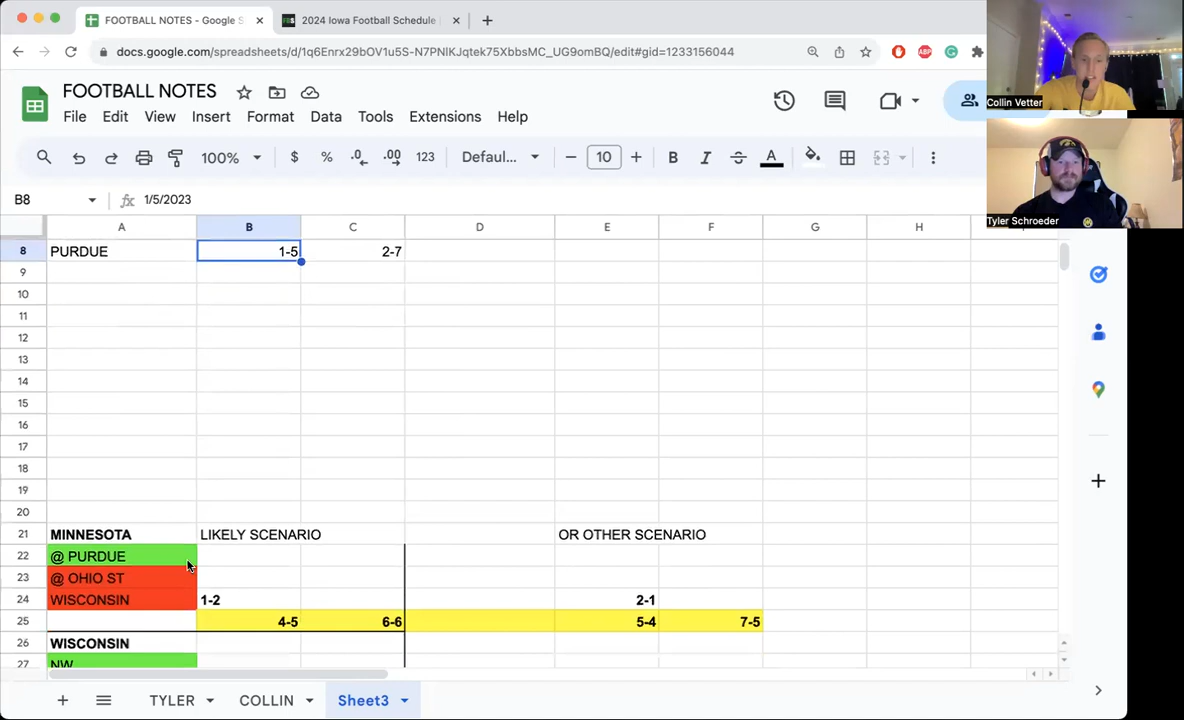 FOOTBALL NOTES - Google S
2024 Iowa Football Schedule
docs.google.com/spreadsheets/d/1q6Enrx29bOV1u5S-N7PNlKJqtek75XbbsMC_UG9omBQ/edit#gid=1233156044
ABP
Collin Vetter
FOOTBALL NOTES
File Edit View Insert Format Data Tools Extensions Help
100% $ % .0 .00 123 Defaul... 10 B I A
Tyler Schroeder
B8 fx 1/5/2023
A B C D E F G H
8 PURDUE 1-5 2-7
9
10
11
12
13
14
15
16
17
18
19
20
21 MINNESOTA LIKELY SCENARIO OR OTHER SCENARIO
22 @ PURDUE
23 @ OHIO ST
24 WISCONSIN 1-2 2-1
25 4-5 6-6 5-4 7-5
26 WISCONSIN
27 NW
TYLER COLLIN Sheet3